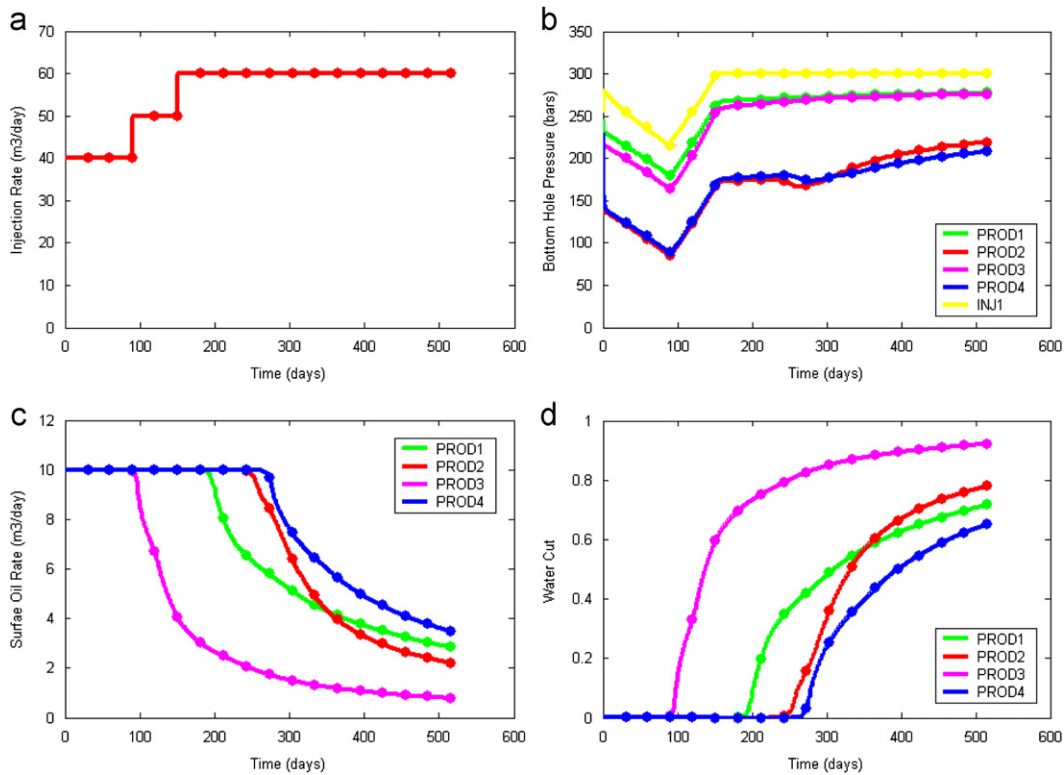 a
70
60
50
40
30
20
10
0
Injection Rate (m3/day)
0 100 200 300 400 500 600
Time (days)
b
350
300
250
200
150
100
50
0
Bottom Hole Pressure (bars)
PROD1
PROD2
PROD3
PROD4
INJ1
0 100 200 300 400 500 600
Time (days)
c
12
10
8
6
4
2
0
Surfae Oil Rate (m3/day)
PROD1
PROD2
PROD3
PROD4
0 100 200 300 400 500 600
Time (days)
d
1
0.8
0.6
0.4
0.2
0
Water Cut
PROD1
PROD2
PROD3
PROD4
0 100 200 300 400 500 600
Time (days)